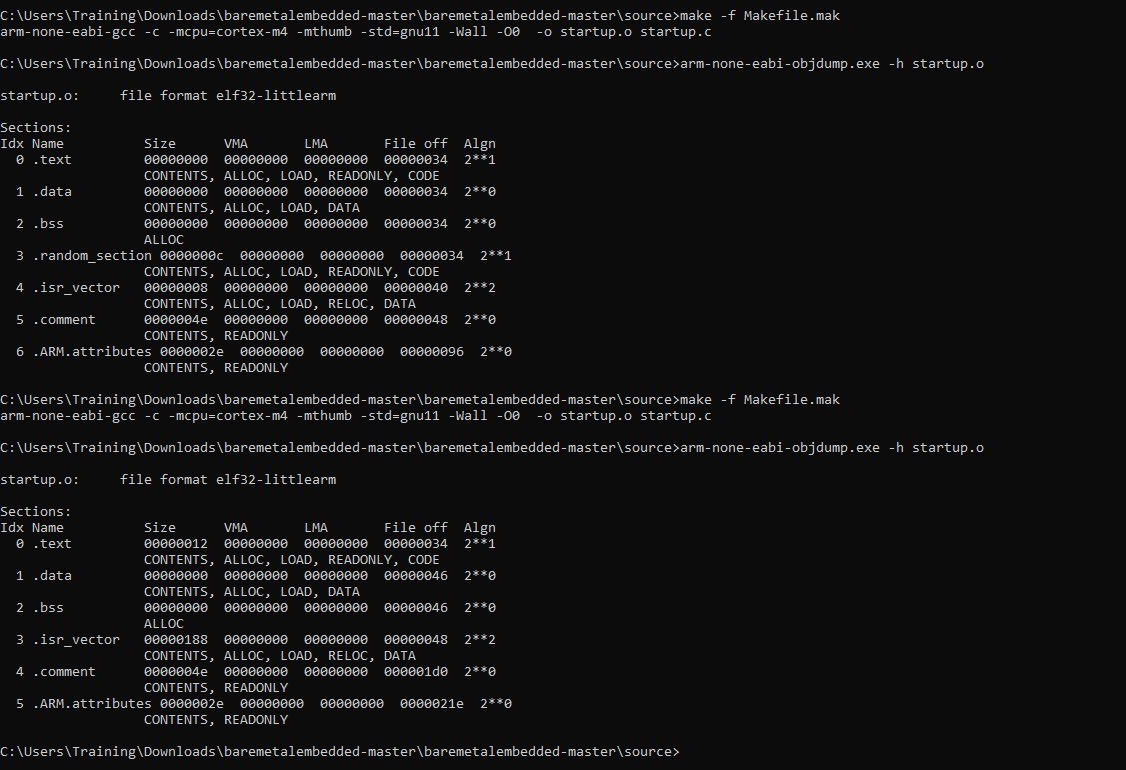 C:\Users\Training\Downloads\baremetalembedded-master\baremetalembedded-master\source>make -f Makefile.mak
arm-none-eabi-gcc -c -mcpu=cortex-m4 -mthumb -std=gnu11 -Wall -O0  -o startup.o startup.c
C:\Users\Training\Downloads\baremetalembedded-master\baremetalembedded-master\source>arm-none-eabi-objdump.exe -h startup.o
startup.o:     file format elf32-littlearm
Sections:
Idx Name          Size      VMA       LMA       File off  Algn
  0 .text         00000000  00000000  00000000  00000034  2**1
                  CONTENTS, ALLOC, LOAD, READONLY, CODE
  1 .data         00000000  00000000  00000000  00000034  2**0
                  CONTENTS, ALLOC, LOAD, DATA
  2 .bss          00000000  00000000  00000000  00000034  2**0
                  ALLOC
  3 .random_section 0000000c  00000000  00000000  00000034  2**1
                  CONTENTS, ALLOC, LOAD, READONLY, CODE
  4 .isr_vector   00000008  00000000  00000000  00000040  2**2
                  CONTENTS, ALLOC, LOAD, RELOC, DATA
  5 .comment      0000004e  00000000  00000000  00000048  2**0
                  CONTENTS, READONLY
  6 .ARM.attributes 0000002e  00000000  00000000  00000096  2**0
                  CONTENTS, READONLY
C:\Users\Training\Downloads\baremetalembedded-master\baremetalembedded-master\source>make -f Makefile.mak
arm-none-eabi-gcc -c -mcpu=cortex-m4 -mthumb -std=gnu11 -Wall -O0  -o startup.o startup.c
C:\Users\Training\Downloads\baremetalembedded-master\baremetalembedded-master\source>arm-none-eabi-objdump.exe -h startup.o
startup.o:     file format elf32-littlearm
Sections:
Idx Name          Size      VMA       LMA       File off  Algn
  0 .text         00000012  00000000  00000000  00000034  2**1
                  CONTENTS, ALLOC, LOAD, READONLY, CODE
  1 .data         00000000  00000000  00000000  00000046  2**0
                  CONTENTS, ALLOC, LOAD, DATA
  2 .bss          00000000  00000000  00000000  00000046  2**0
                  ALLOC
  3 .isr_vector   00000188  00000000  00000000  00000048  2**2
                  CONTENTS, ALLOC, LOAD, RELOC, DATA
  4 .comment      0000004e  00000000  00000000  000001d0  2**0
                  CONTENTS, READONLY
  5 .ARM.attributes 0000002e  00000000  00000000  0000021e  2**0
                  CONTENTS, READONLY
C:\Users\Training\Downloads\baremetalembedded-master\baremetalembedded-master\source>